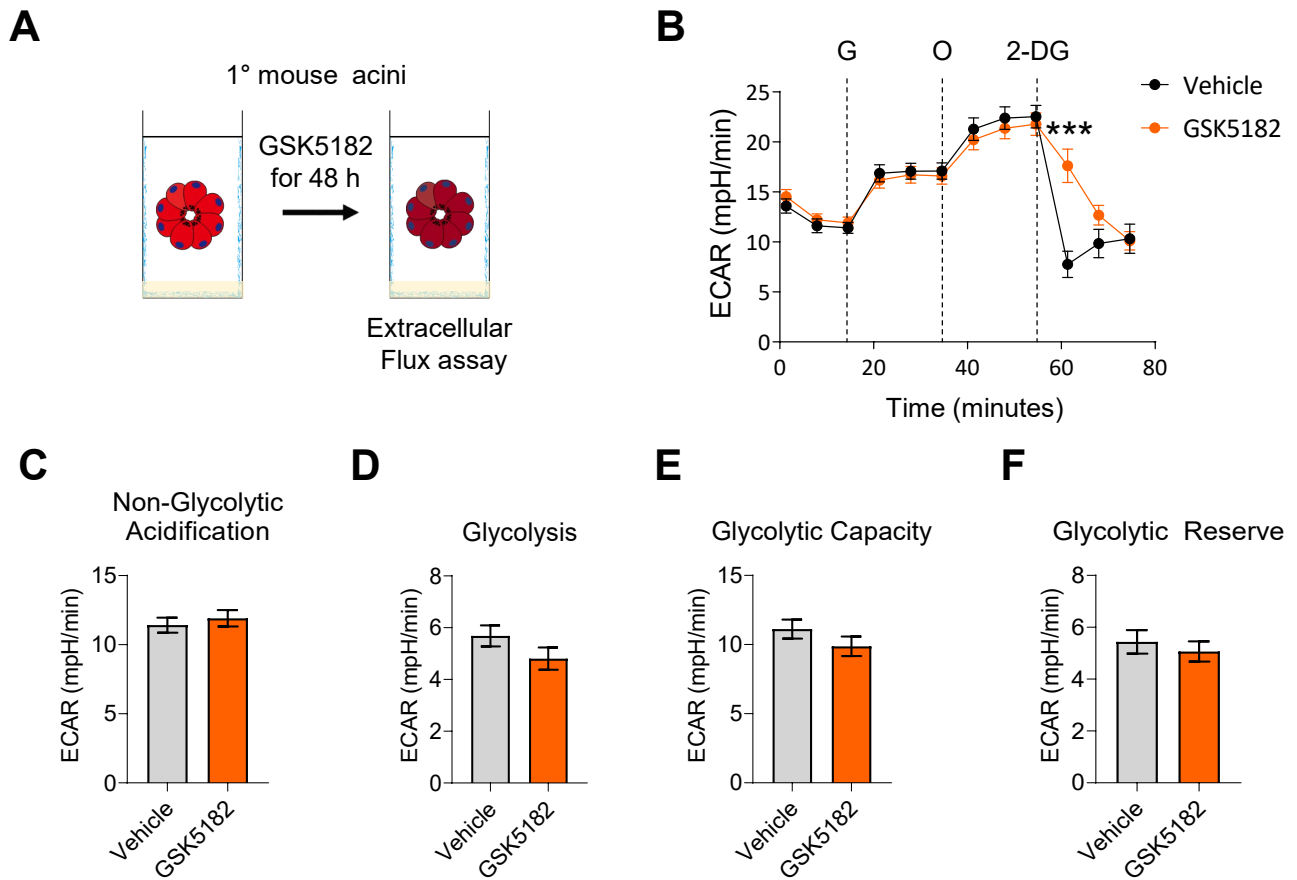 A
1° mouse acini
GSK5182
for 48 h
Extracellular
Flux assay
B
G O 2-DG
25
20
15
10
5
0
ECAR (mpH/min)
***
0 20 40 60 80
Time (minutes)
Vehicle
GSK5182
C
Non-Glycolytic
Acidification
15
10
5
0
ECAR (mpH/min)
Vehicle
GSK5182
D
Glycolysis
8
6
4
2
0
ECAR (mpH/min)
Vehicle
GSK5182
E
Glycolytic Capacity
15
10
5
0
ECAR (mpH/min)
Vehicle
GSK5182
F
Glycolytic Reserve
8
6
4
2
0
ECAR (mpH/min)
Vehicle
GSK5182